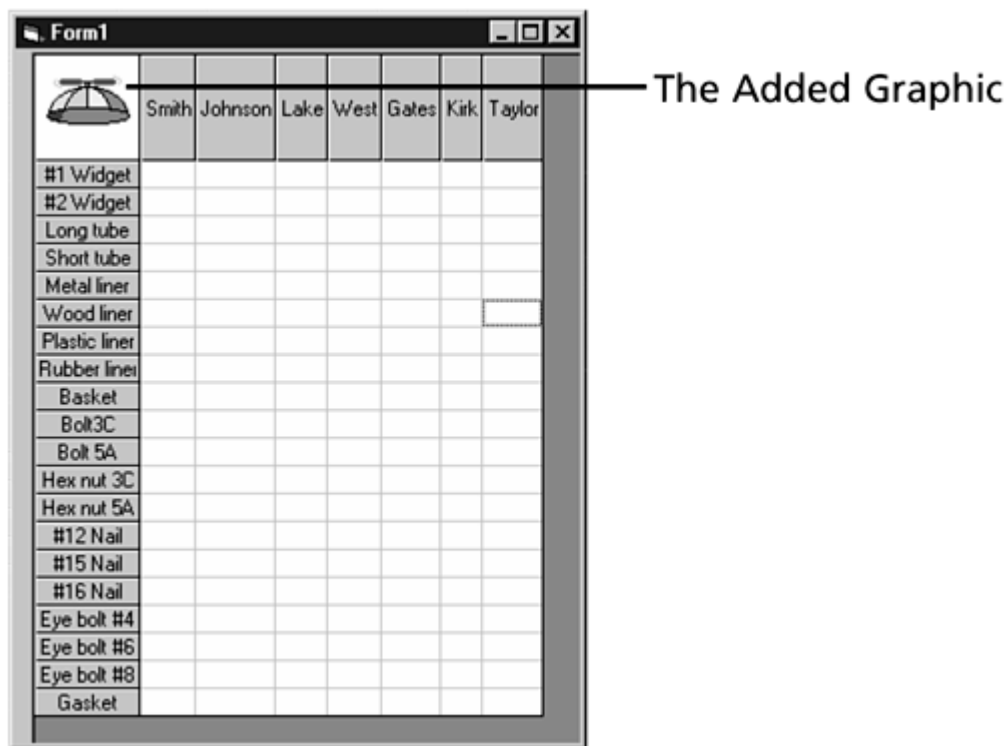 Form1
The Added Graphic
Smith Johnson Lake West Gates Kirk Taylor
#1 Widget
#2 Widget
Long tube
Short tube
Metal liner
Wood liner
Plastic liner
Rubber liner
Basket
Bolt3C
Bolt 5A
Hex nut 3C
Hex nut 5A
#12 Nail
#15 Nail
#16 Nail
Eye bolt #4
Eye bolt #6
Eye bolt #8
Gasket